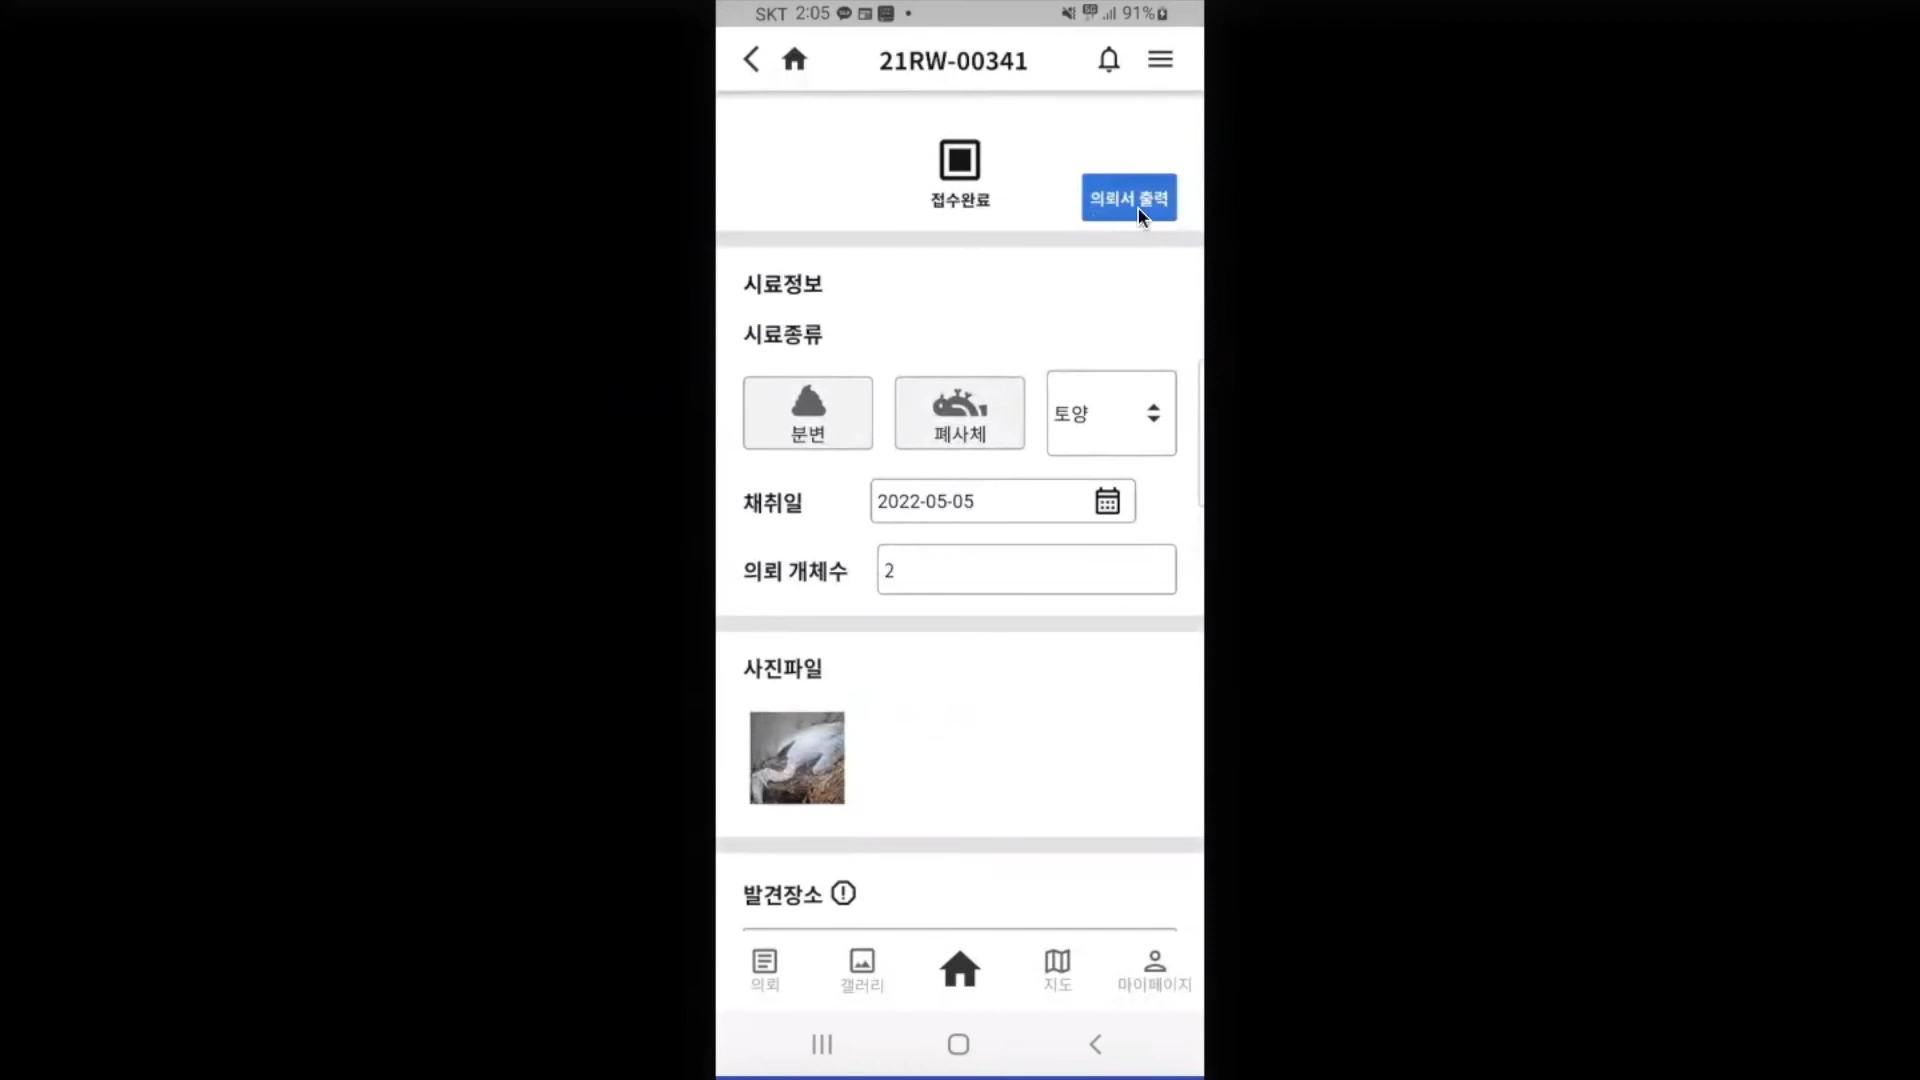 SKT 2:05 91%
21RW-00341
접수완료
의뢰서 출력
시료정보
시료종류
분변
폐사체
토양
채취일 2022-05-05
의뢰 개체수 2
사진파일
발견장소
의뢰 갤러리 지도 마이페이지